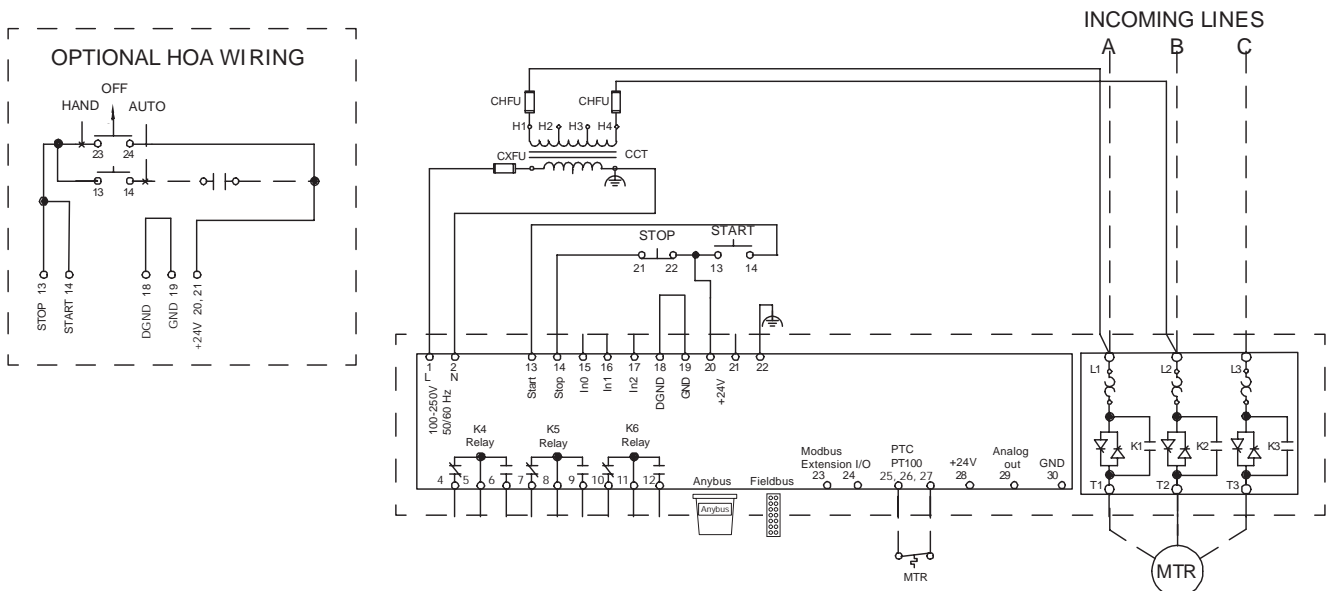 OPTIONAL HOA WIRING
OFF
HAND AUTO
23 24
13 14
STOP 13
START 14
DGND 18
GND 19
+24V 20, 21
INCOMING LINES
A B C
CHFU CHFU
H1 H2 H3 H4
CXFU CCT
STOP START
21 22 13 14
1 2 13 14 15 16 17 18 19 20 21 22
L N Start Stop In0 In1 In2 DGND GND +24V
100-250V
50/60 Hz
K4
Relay
K5
Relay
K6
Relay
4 5 6 7 8 9 10 11 12
Anybus
Anybus
Fieldbus
Modbus
Extension I/O
23 24
PTC
PT100
25, 26, 27
+24V
28
Analog
out
29
GND
30
MTR
L1 L2 L3
K1 K2 K3
T1 T2 T3
MTR